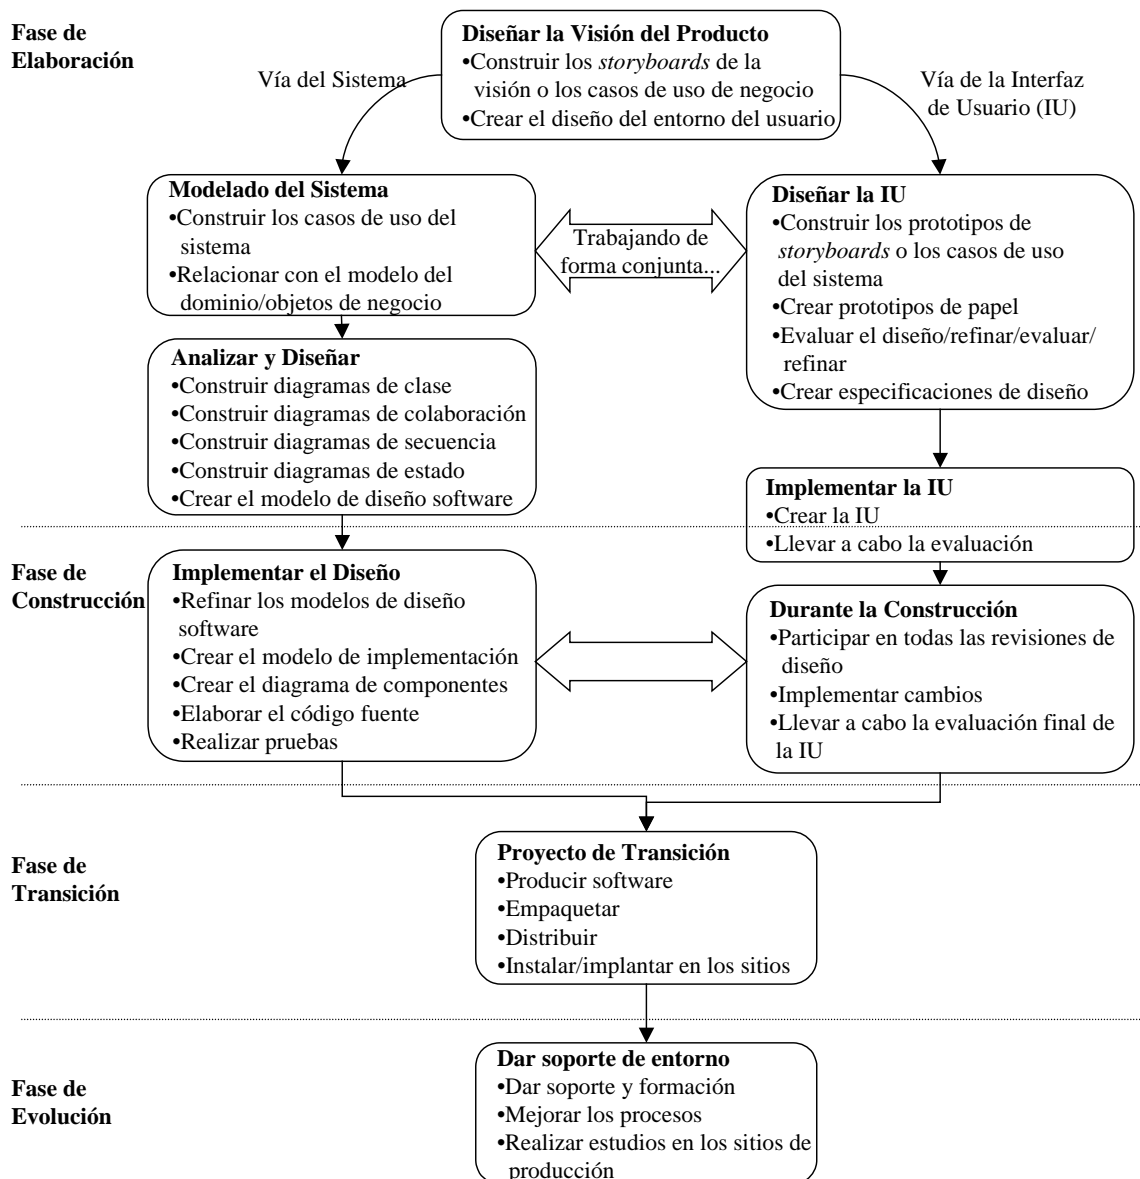 Fase de
Elaboración
Diseñar la Visión del Producto
•Construir los storyboards de la
visión o los casos de uso de negocio
•Crear el diseño del entorno del usuario
Vía del Sistema
Vía de la Interfaz
de Usuario (IU)
Modelado del Sistema
•Construir los casos de uso del
sistema
•Relacionar con el modelo del
dominio/objetos de negocio
Trabajando de
forma conjunta...
Diseñar la IU
•Construir los prototipos de
storyboards o los casos de uso
del sistema
•Crear prototipos de papel
•Evaluar el diseño/refinar/evaluar/
refinar
•Crear especificaciones de diseño
Analizar y Diseñar
•Construir diagramas de clase
•Construir diagramas de colaboración
•Construir diagramas de secuencia
•Construir diagramas de estado
•Crear el modelo de diseño software
Implementar la IU
•Crear la IU
•Llevar a cabo la evaluación
Fase de
Construcción
Implementar el Diseño
•Refinar los modelos de diseño
software
•Crear el modelo de implementación
•Crear el diagrama de componentes
•Elaborar el código fuente
•Realizar pruebas
Durante la Construcción
•Participar en todas las revisiones de
diseño
•Implementar cambios
•Llevar a cabo la evaluación final de
la IU
Fase de
Transición
Proyecto de Transición
•Producir software
•Empaquetar
•Distribuir
•Instalar/implantar en los sitios
Fase de
Evolución
Dar soporte de entorno
•Dar soporte y formación
•Mejorar los procesos
•Realizar estudios en los sitios de
producción